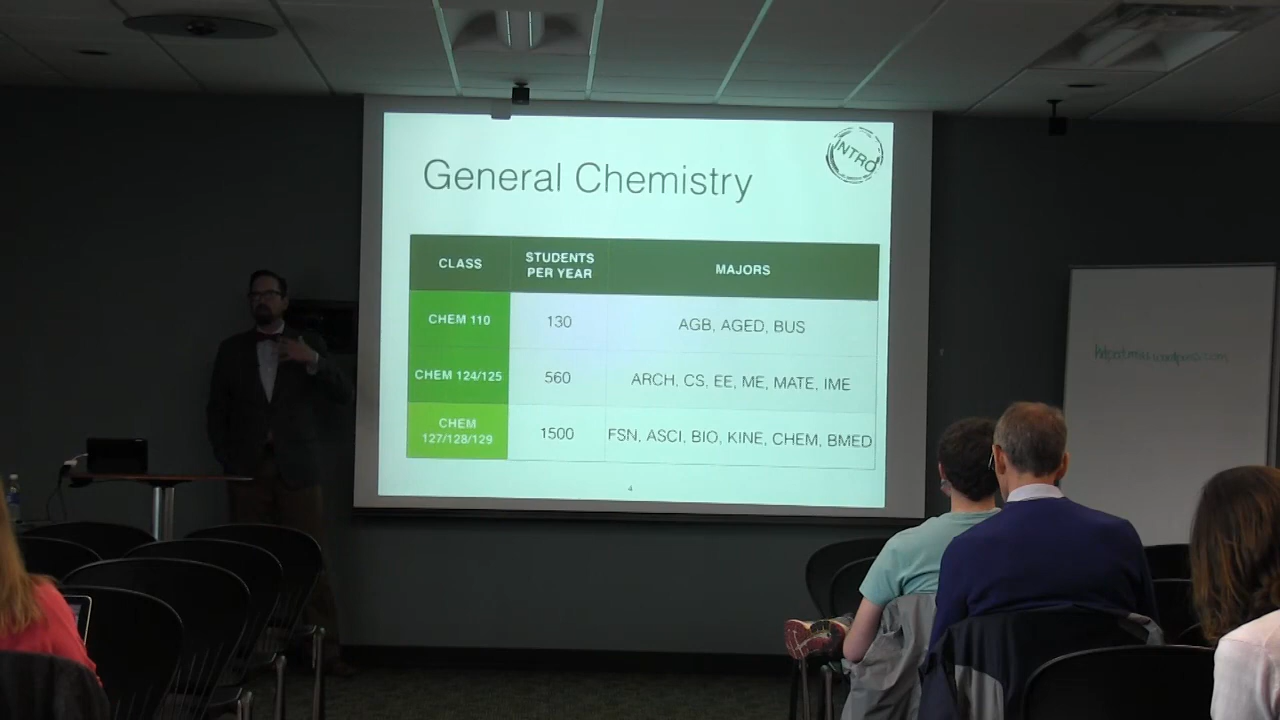 INTRO
General Chemistry
CLASS
STUDENTS
PER YEAR
MAJORS
CHEM 110
130
AGB, AGED, BUS
CHEM 124/125
560
ARCH, CS, EE, ME, MATE, IME
CHEM
127/128/129
1500
FSN, ASCI, BIO, KINE, CHEM, BMED
4